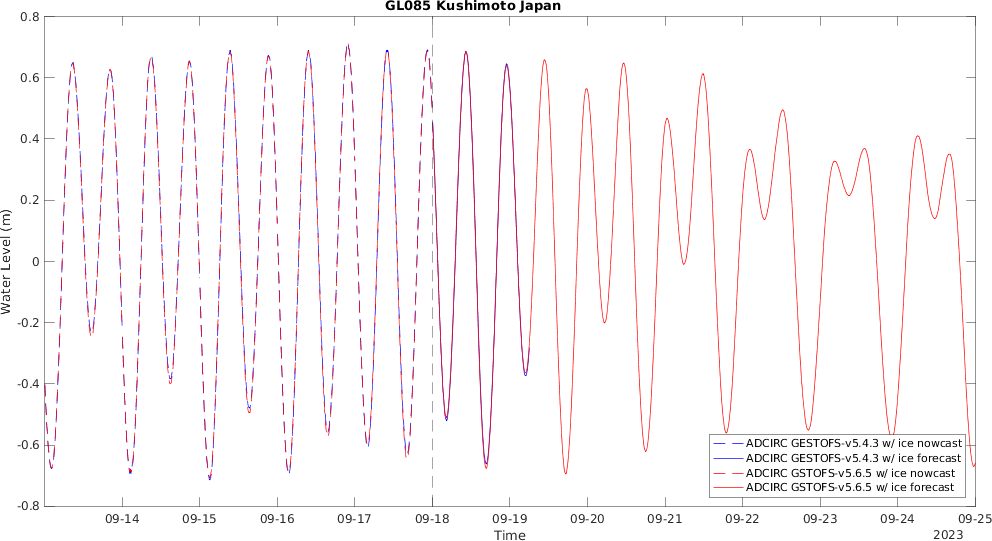 GL085 Kushimoto Japan
0.8
0.6
0.4
0.2
0
-0.2
-0.4
-0.6
-0.8
Water Level (m)
09-14 09-15 09-16 09-17 09-18 09-19 09-20 09-21 09-22 09-23 09-24 09-25
Time
2023
ADCIRC GESTOFS-v5.4.3 w/ ice nowcast
ADCIRC GESTOFS-v5.4.3 w/ ice forecast
ADCIRC GSTOFS-v5.6.5 w/ ice nowcast
ADCIRC GSTOFS-v5.6.5 w/ ice forecast